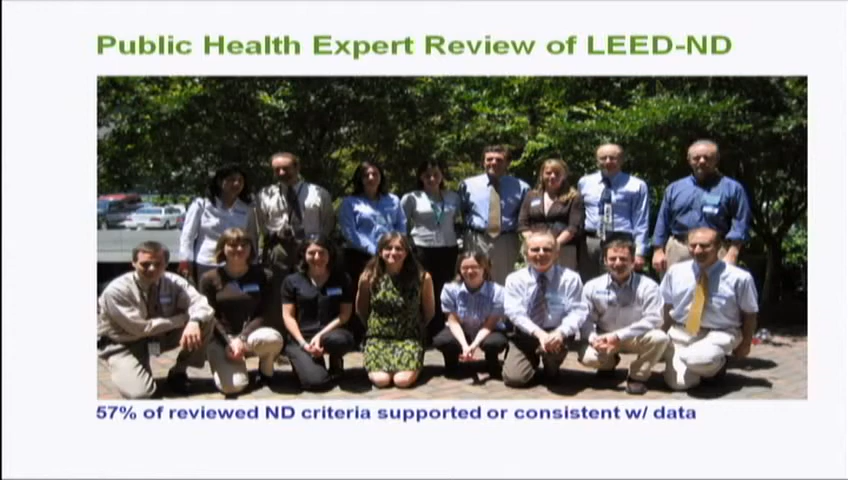 Public Health Expert Review of LEED-ND
57% of reviewed ND criteria supported or consistent w/ data